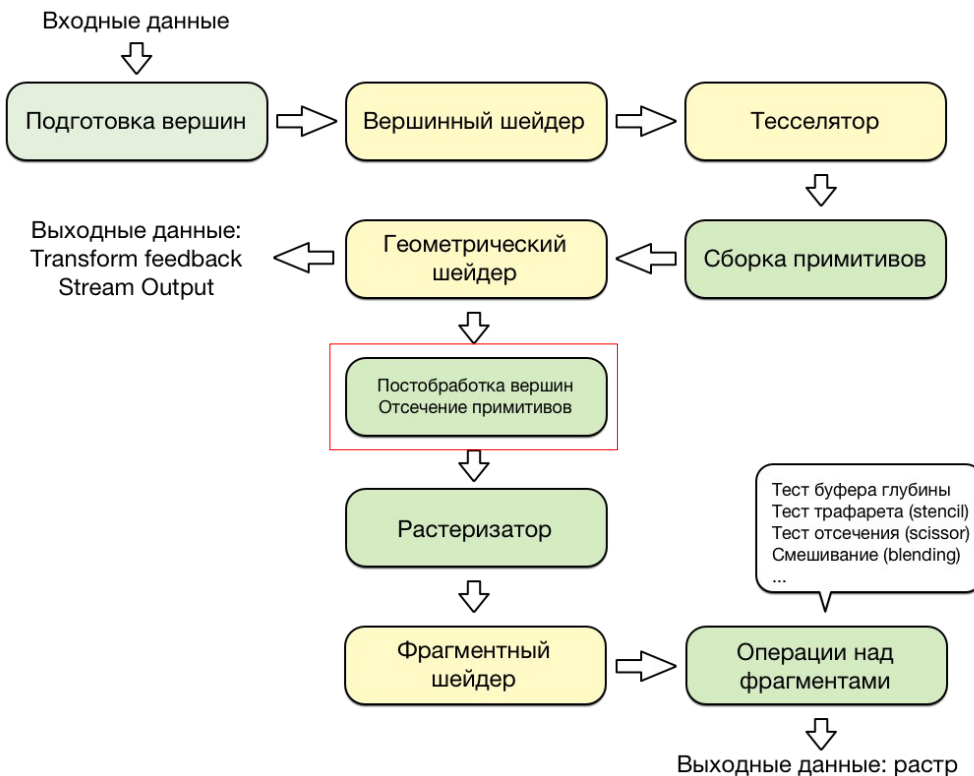 Входные данные
Подготовка вершин
Вершинный шейдер
Тесселятор
Выходные данные:
Transform feedback
Stream Output
Геометрический
шейдер
Сборка примитивов
Постобработка вершин
Отсечение примитивов
Растеризатор
Тест буфера глубины
Тест трафарета (stencil)
Тест отсечения (scissor)
Смешивание (blending)
...
Фрагментный
шейдер
Операции над
фрагментами
Выходные данные: растр